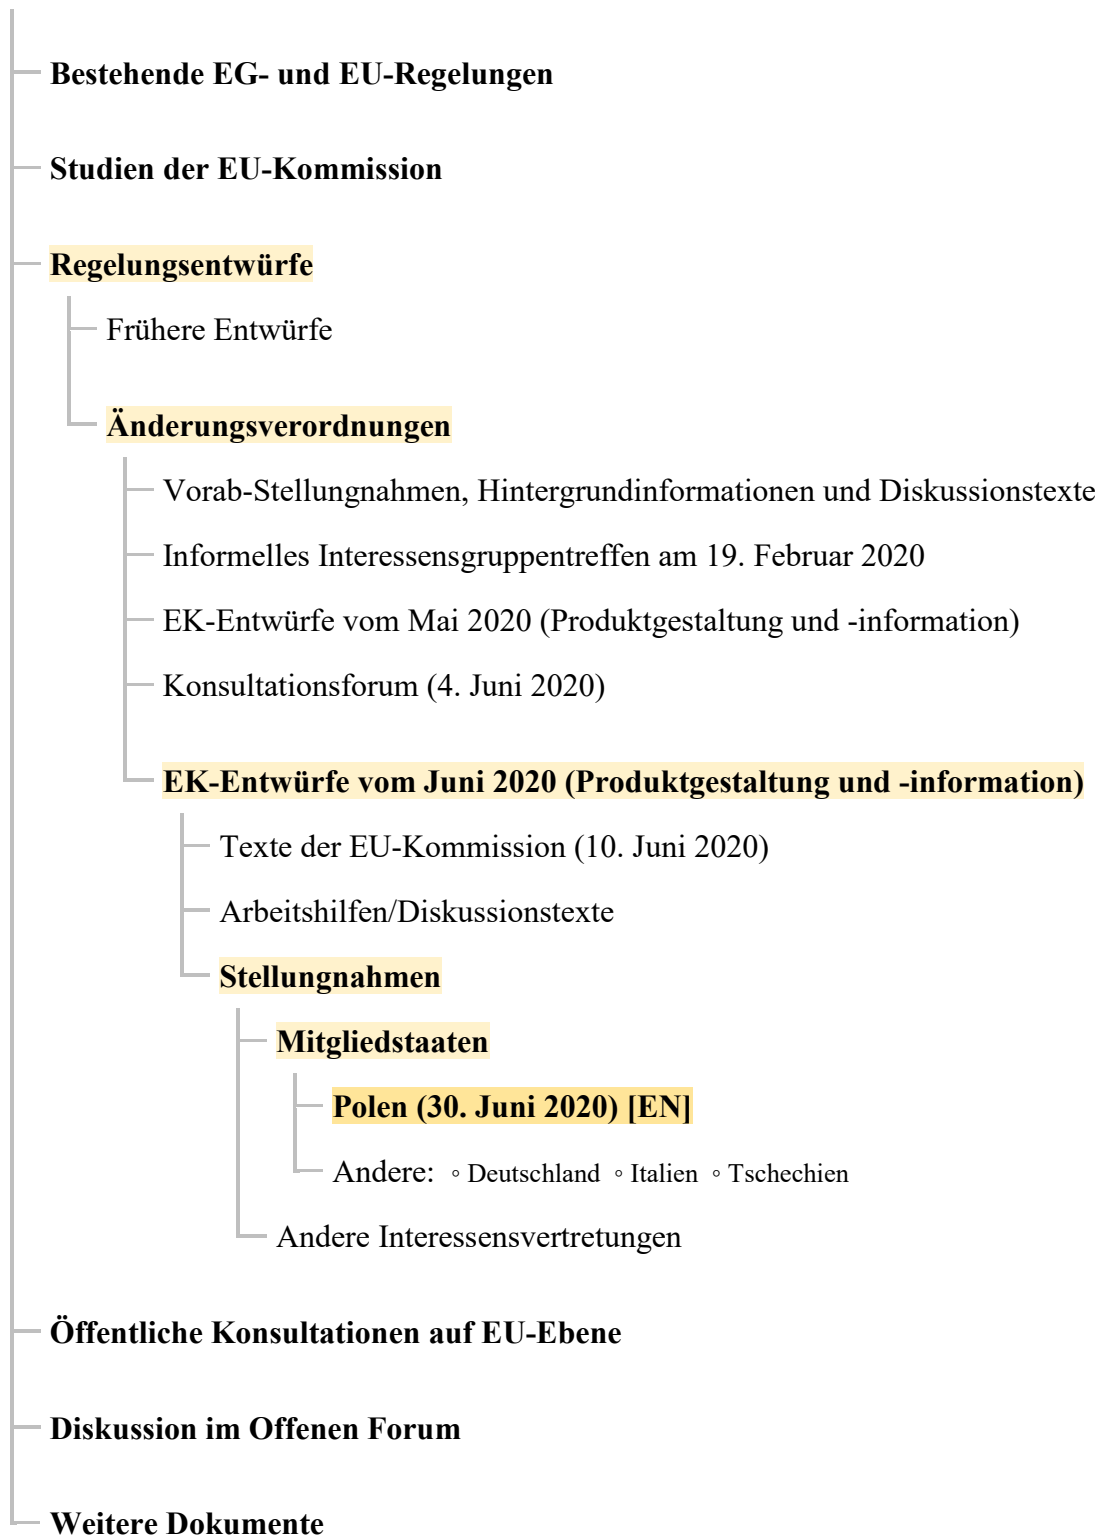 Bestehende EG- und EU-Regelungen
Studien der EU-Kommission
Regelungsentwürfe
Frühere Entwürfe
Änderungsverordnungen
Vorab-Stellungnahmen, Hintergrundinformationen und Diskussionstexte
Informelles Interessensgruppentreffen am 19. Februar 2020
EK-Entwürfe vom Mai 2020 (Produktgestaltung und -information)
Konsultationsforum (4. Juni 2020)
EK-Entwürfe vom Juni 2020 (Produktgestaltung und -information)
Texte der EU-Kommission (10. Juni 2020)
Arbeitshilfen/Diskussionstexte
Stellungnahmen
Mitgliedstaaten
Polen (30. Juni 2020) [EN]
Andere: ◦ Deutschland ◦ Italien ◦ Tschechien
Andere Interessensvertretungen
Öffentliche Konsultationen auf EU-Ebene
Diskussion im Offenen Forum
Weitere Dokumente